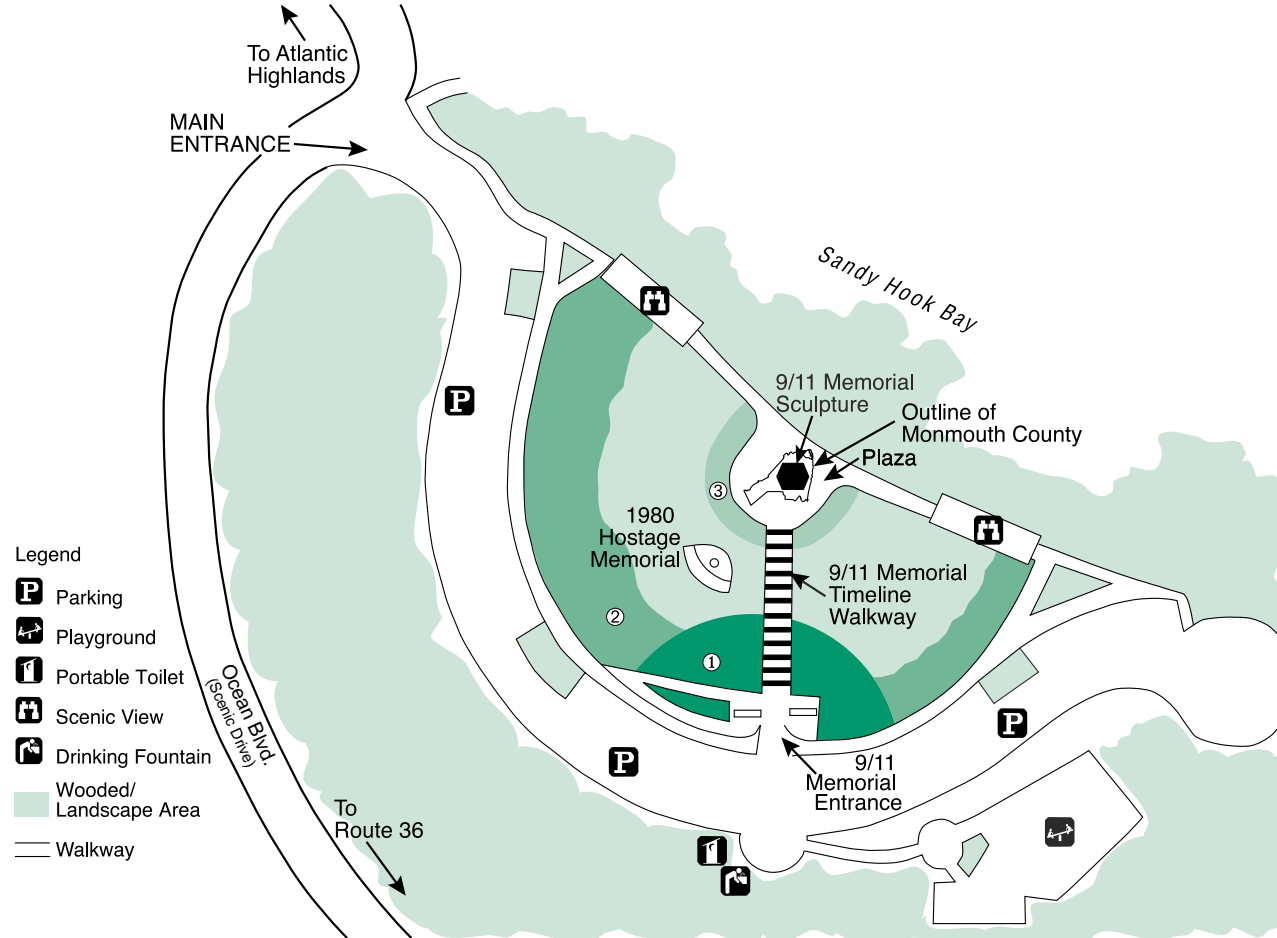 To Atlantic
Highlands
MAIN
ENTRANCE
Sandy Hook Bay
9/11 Memorial
Sculpture
Outline of
Monmouth County
Plaza
P
3
1980
Hostage
Memorial
9/11 Memorial
Timeline
Walkway
2
1
Legend
P Parking
Playground
Portable Toilet
Scenic View
Drinking Fountain
Wooded/
Landscape Area
Walkway
Ocean Blvd.
(Scenic Drive)
To
Route 36
P
P
9/11
Memorial
Entrance